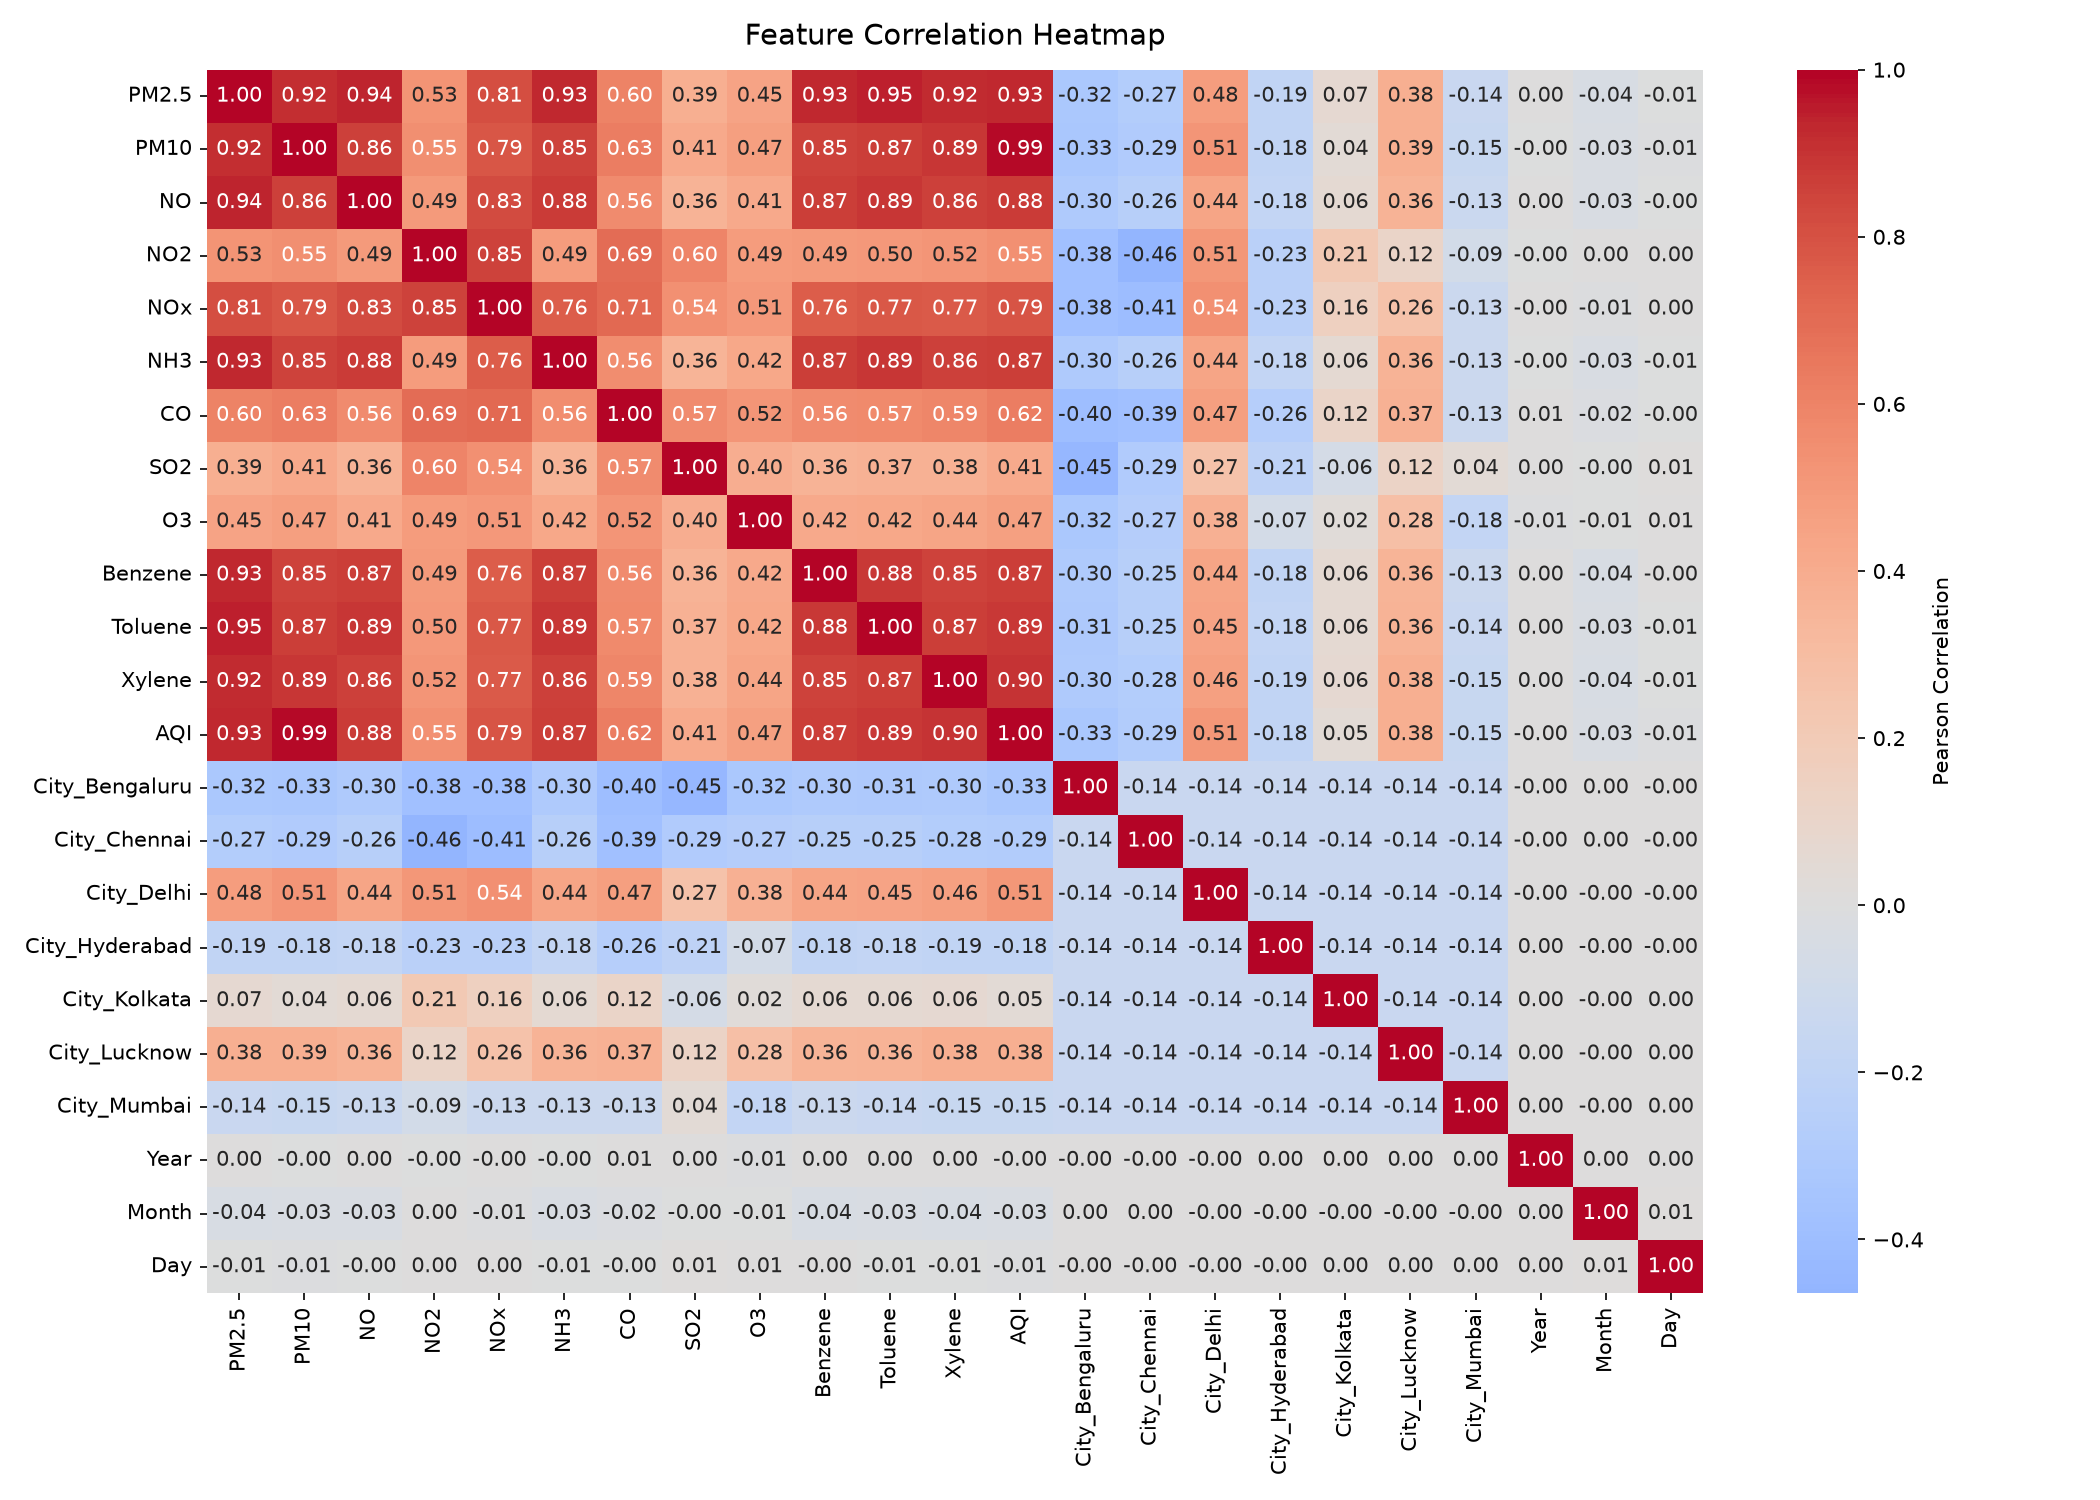 Feature Correlation Heatmap
PM2.5 1.00 0.92 0.94 0.53 0.81 0.93 0.60 0.39 0.45 0.93 0.95 0.92 0.93 -0.32 -0.27 0.48 -0.19 0.07 0.38 -0.14 0.00 -0.04 -0.01
PM10 0.92 1.00 0.86 0.55 0.79 0.85 0.63 0.41 0.47 0.85 0.87 0.89 0.99 -0.33 -0.29 0.51 -0.18 0.04 0.39 -0.15 -0.00 -0.03 -0.01
NO 0.94 0.86 1.00 0.49 0.83 0.88 0.56 0.36 0.41 0.87 0.89 0.86 0.88 -0.30 -0.26 0.44 -0.18 0.06 0.36 -0.13 0.00 -0.03 -0.00
NO2 0.53 0.55 0.49 1.00 0.85 0.49 0.69 0.60 0.49 0.49 0.50 0.52 0.55 -0.38 -0.46 0.51 -0.23 0.21 0.12 -0.09 -0.00 0.00 0.00
NOx 0.81 0.79 0.83 0.85 1.00 0.76 0.71 0.54 0.51 0.76 0.77 0.77 0.79 -0.38 -0.41 0.54 -0.23 0.16 0.26 -0.13 -0.00 -0.01 0.00
NH3 0.93 0.85 0.88 0.49 0.76 1.00 0.56 0.36 0.42 0.87 0.89 0.86 0.87 -0.30 -0.26 0.44 -0.18 0.06 0.36 -0.13 -0.00 -0.03 -0.01
CO 0.60 0.63 0.56 0.69 0.71 0.56 1.00 0.57 0.52 0.56 0.57 0.59 0.62 -0.40 -0.39 0.47 -0.26 0.12 0.37 -0.13 0.01 -0.02 -0.00
SO2 0.39 0.41 0.36 0.60 0.54 0.36 0.57 1.00 0.40 0.36 0.37 0.38 0.41 -0.45 -0.29 0.27 -0.21 -0.06 0.12 0.04 0.00 -0.00 0.01
O3 0.45 0.47 0.41 0.49 0.51 0.42 0.52 0.40 1.00 0.42 0.42 0.44 0.47 -0.32 -0.27 0.38 -0.07 0.02 0.28 -0.18 -0.01 -0.01 0.01
Benzene 0.93 0.85 0.87 0.49 0.76 0.87 0.56 0.36 0.42 1.00 0.88 0.85 0.87 -0.30 -0.25 0.44 -0.18 0.06 0.36 -0.13 0.00 -0.04 -0.00
Toluene 0.95 0.87 0.89 0.50 0.77 0.89 0.57 0.37 0.42 0.88 1.00 0.87 0.89 -0.31 -0.25 0.45 -0.18 0.06 0.36 -0.14 0.00 -0.03 -0.01
Xylene 0.92 0.89 0.86 0.52 0.77 0.86 0.59 0.38 0.44 0.85 0.87 1.00 0.90 -0.30 -0.28 0.46 -0.19 0.06 0.38 -0.15 0.00 -0.04 -0.01
AQI 0.93 0.99 0.88 0.55 0.79 0.87 0.62 0.41 0.47 0.87 0.89 0.90 1.00 -0.33 -0.29 0.51 -0.18 0.05 0.38 -0.15 -0.00 -0.03 -0.01
City_Bengaluru -0.32 -0.33 -0.30 -0.38 -0.38 -0.30 -0.40 -0.45 -0.32 -0.30 -0.31 -0.30 -0.33 1.00 -0.14 -0.14 -0.14 -0.14 -0.14 -0.14 -0.00 0.00 -0.00
City_Chennai -0.27 -0.29 -0.26 -0.46 -0.41 -0.26 -0.39 -0.29 -0.27 -0.25 -0.25 -0.28 -0.29 -0.14 1.00 -0.14 -0.14 -0.14 -0.14 -0.14 -0.00 0.00 -0.00
City_Delhi 0.48 0.51 0.44 0.51 0.54 0.44 0.47 0.27 0.38 0.44 0.45 0.46 0.51 -0.14 -0.14 1.00 -0.14 -0.14 -0.14 -0.14 -0.00 -0.00 -0.00
City_Hyderabad -0.19 -0.18 -0.18 -0.23 -0.23 -0.18 -0.26 -0.21 -0.07 -0.18 -0.18 -0.19 -0.18 -0.14 -0.14 -0.14 1.00 -0.14 -0.14 -0.14 0.00 -0.00 -0.00
City_Kolkata 0.07 0.04 0.06 0.21 0.16 0.06 0.12 -0.06 0.02 0.06 0.06 0.06 0.05 -0.14 -0.14 -0.14 -0.14 1.00 -0.14 -0.14 0.00 -0.00 0.00
City_Lucknow 0.38 0.39 0.36 0.12 0.26 0.36 0.37 0.12 0.28 0.36 0.36 0.38 0.38 -0.14 -0.14 -0.14 -0.14 -0.14 1.00 -0.14 0.00 -0.00 0.00
City_Mumbai -0.14 -0.15 -0.13 -0.09 -0.13 -0.13 -0.13 0.04 -0.18 -0.13 -0.14 -0.15 -0.15 -0.14 -0.14 -0.14 -0.14 -0.14 -0.14 1.00 0.00 -0.00 0.00
Year 0.00 -0.00 0.00 -0.00 -0.00 -0.00 0.01 0.00 -0.01 0.00 0.00 0.00 -0.00 -0.00 -0.00 -0.00 0.00 0.00 0.00 0.00 1.00 0.00 0.00
Month -0.04 -0.03 -0.03 0.00 -0.01 -0.03 -0.02 -0.00 -0.01 -0.04 -0.03 -0.04 -0.03 0.00 0.00 -0.00 -0.00 -0.00 -0.00 -0.00 0.00 1.00 0.01
Day -0.01 -0.01 -0.00 0.00 0.00 -0.01 -0.00 0.01 0.01 -0.00 -0.01 -0.01 -0.01 -0.00 -0.00 -0.00 -0.00 0.00 0.00 0.00 0.00 0.01 1.00
PM2.5 PM10 NO NO2 NOx NH3 CO SO2 O3 Benzene Toluene Xylene AQI City_Bengaluru City_Chennai City_Delhi City_Hyderabad City_Kolkata City_Lucknow City_Mumbai Year Month Day
1.0
0.8
0.6
0.4
0.2
0.0
−0.2
−0.4
Pearson Correlation